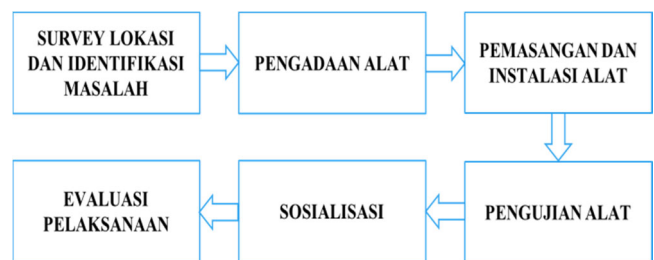 SURVEY LOKASI
DAN IDENTIFIKASI
MASALAH
PENGADAAN ALAT
PEMASANGAN DAN
INSTALASI ALAT
PENGUJIAN ALAT
SOSIALISASI
EVALUASI
PELAKSANAAN